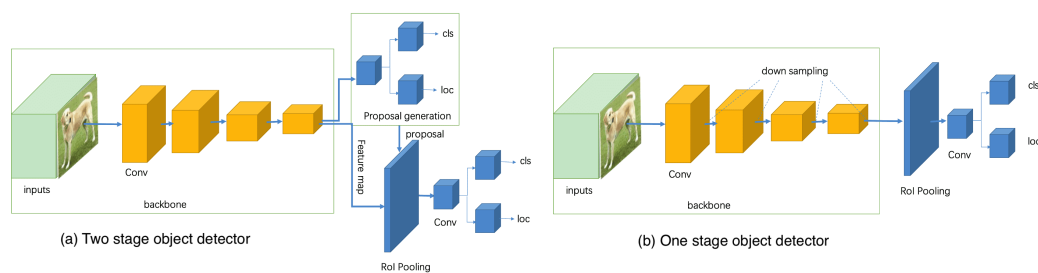 cls
loc
Proposal generation
proposal
Feature map
Conv
inputs
backbone
cls
loc
Conv
RoI Pooling
(a) Two stage object detector
down sampling
cls
loc
Conv
Conv
RoI Pooling
inputs
backbone
(b) One stage object detector